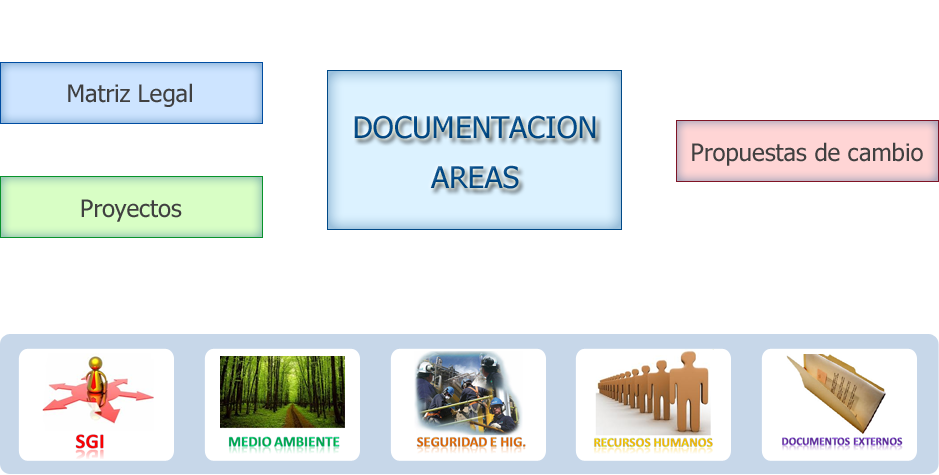 Matriz Legal
DOCUMENTACION
AREAS
Propuestas de cambio
Proyectos
SGI
MEDIO AMBIENTE
SEGURIDAD E HIG.
RECURSOS HUMANOS
DOCUMENTOS EXTERNOS